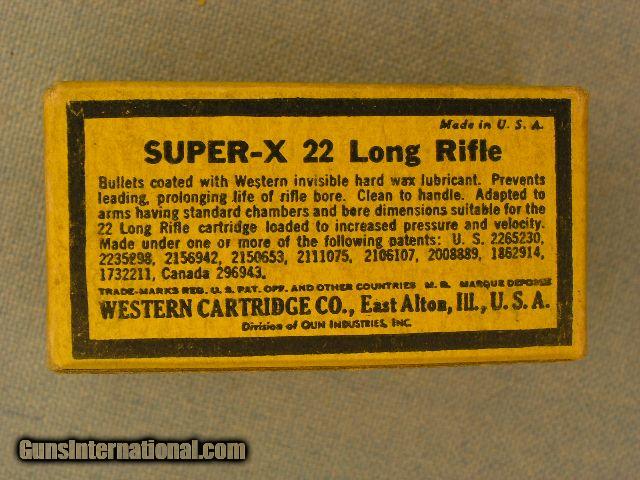 Made in U. S. A.
SUPER-X 22 Long Rifle
Bullets coated with Western invisible hard wax lubricant. Prevents
leading, prolonging life of rifle bore. Clean to handle. Adapted to
arms having standard chambers and bore dimensions suitable for the
22 Long Rifle cartridge loaded to increased pressure and velocity.
Made under one or more of the following patents: U. S. 2265230,
2235298, 2156942, 2150653, 2111075, 2106107, 2008889, 1862914,
1732211, Canada 296943.
TRADE-MARKS REG. U. S. PAT. OFF. AND OTHER COUNTRIES M. D. MARQUE DEPOSEE
WESTERN CARTRIDGE CO., East Alton, Ill., U. S. A.
Division of OLIN INDUSTRIES, INC.
GunsInternational.com